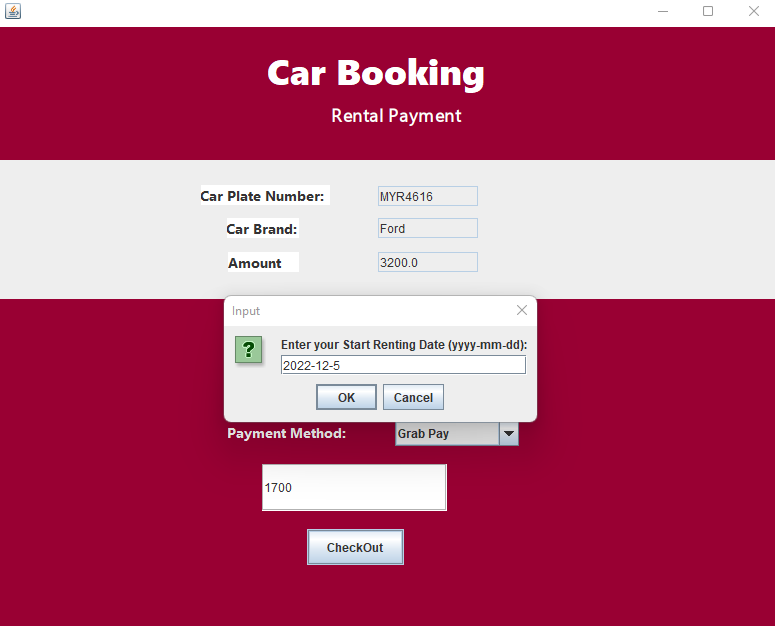 Car Booking
Rental Payment
Car Plate Number: MYR4616
Car Brand: Ford
Amount 3200.0
Input
?
Enter your Start Renting Date (yyyy-mm-dd):
2022-12-5
OK Cancel
Payment Method: Grab Pay
1700
CheckOut